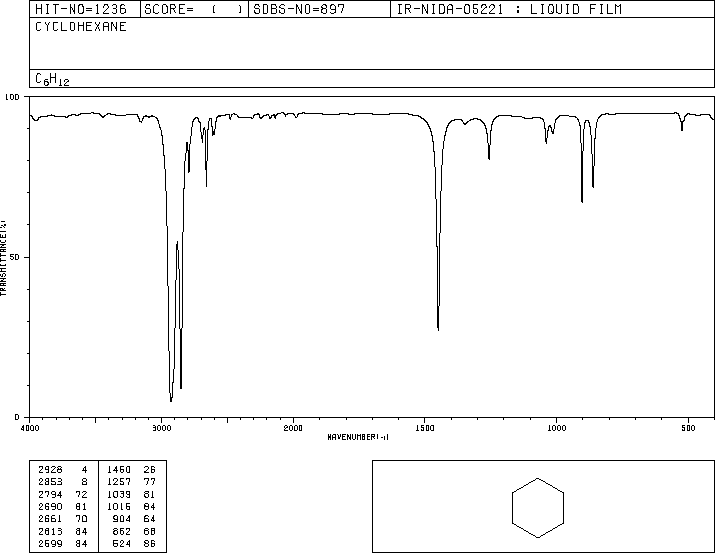 HIT-NO=1236 SCORE= ( ) SDBS-NO=897 IR-NIDA-05221 : LIQUID FILM
CYCLOHEXANE
C6H12
100
50
0
TRANSMITTANCE(%)
4000 3000 2000 1500 1000 500
WAVENUMBER(-1)
2928 4 1450 26
2853 8 1257 77
2794 72 1039 81
2690 81 1016 84
2661 70 904 64
2613 84 862 68
2599 84 524 86